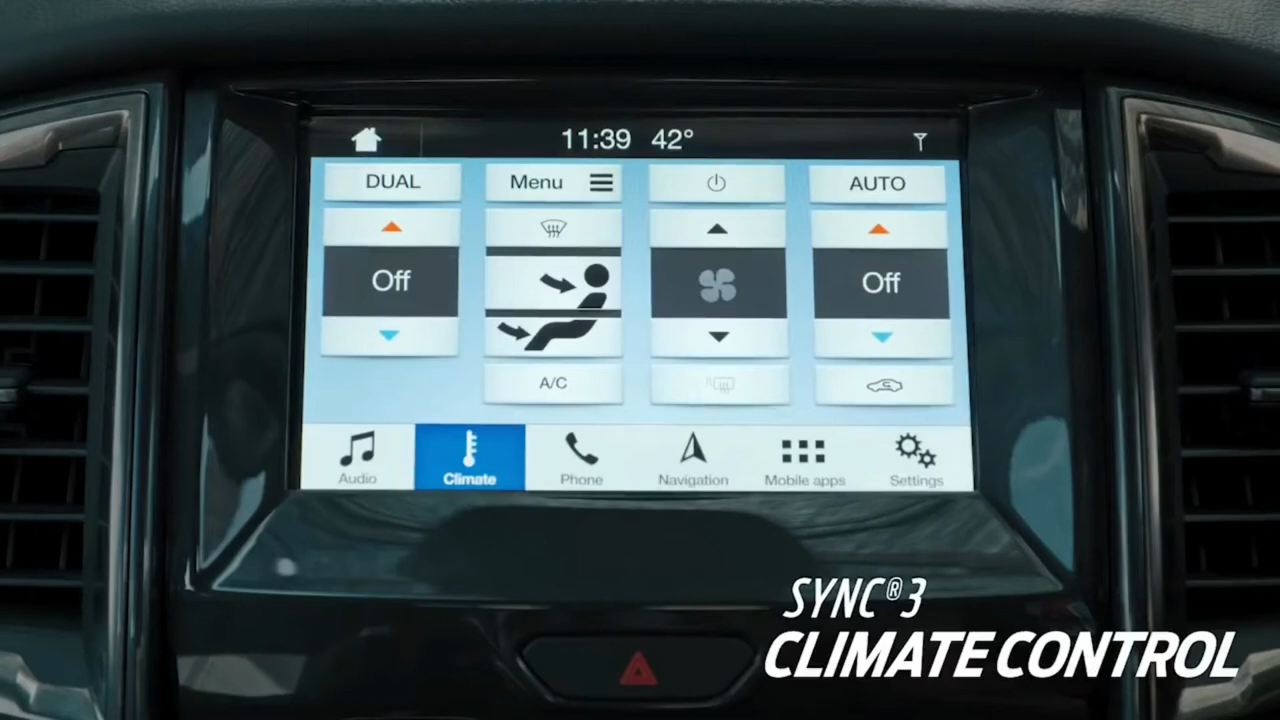 11:39 42°
DUAL Menu AUTO
Off Off
A/C
Audio Climate Phone Navigation Mobile apps Settings
SYNC® 3
CLIMATE CONTROL